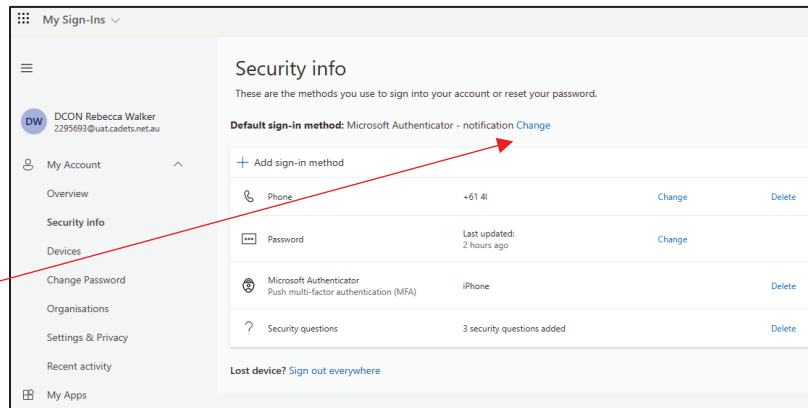 My Sign-Ins
Security info
These are the methods you use to sign into your account or reset your password.
DW
DCON Rebecca Walker
2295693@uat.cadets.net.au
Default sign-in method: Microsoft Authenticator - notification Change
My Account
Overview
Security info
Devices
Change Password
Organisations
Settings & Privacy
Recent activity
My Apps
+ Add sign-in method
Phone +61 4( Change Delete
Password Last updated: Change
2 hours ago
Microsoft Authenticator iPhone Delete
Push multi-factor authentication (MFA)
? Security questions 3 security questions added Delete
Lost device? Sign out everywhere